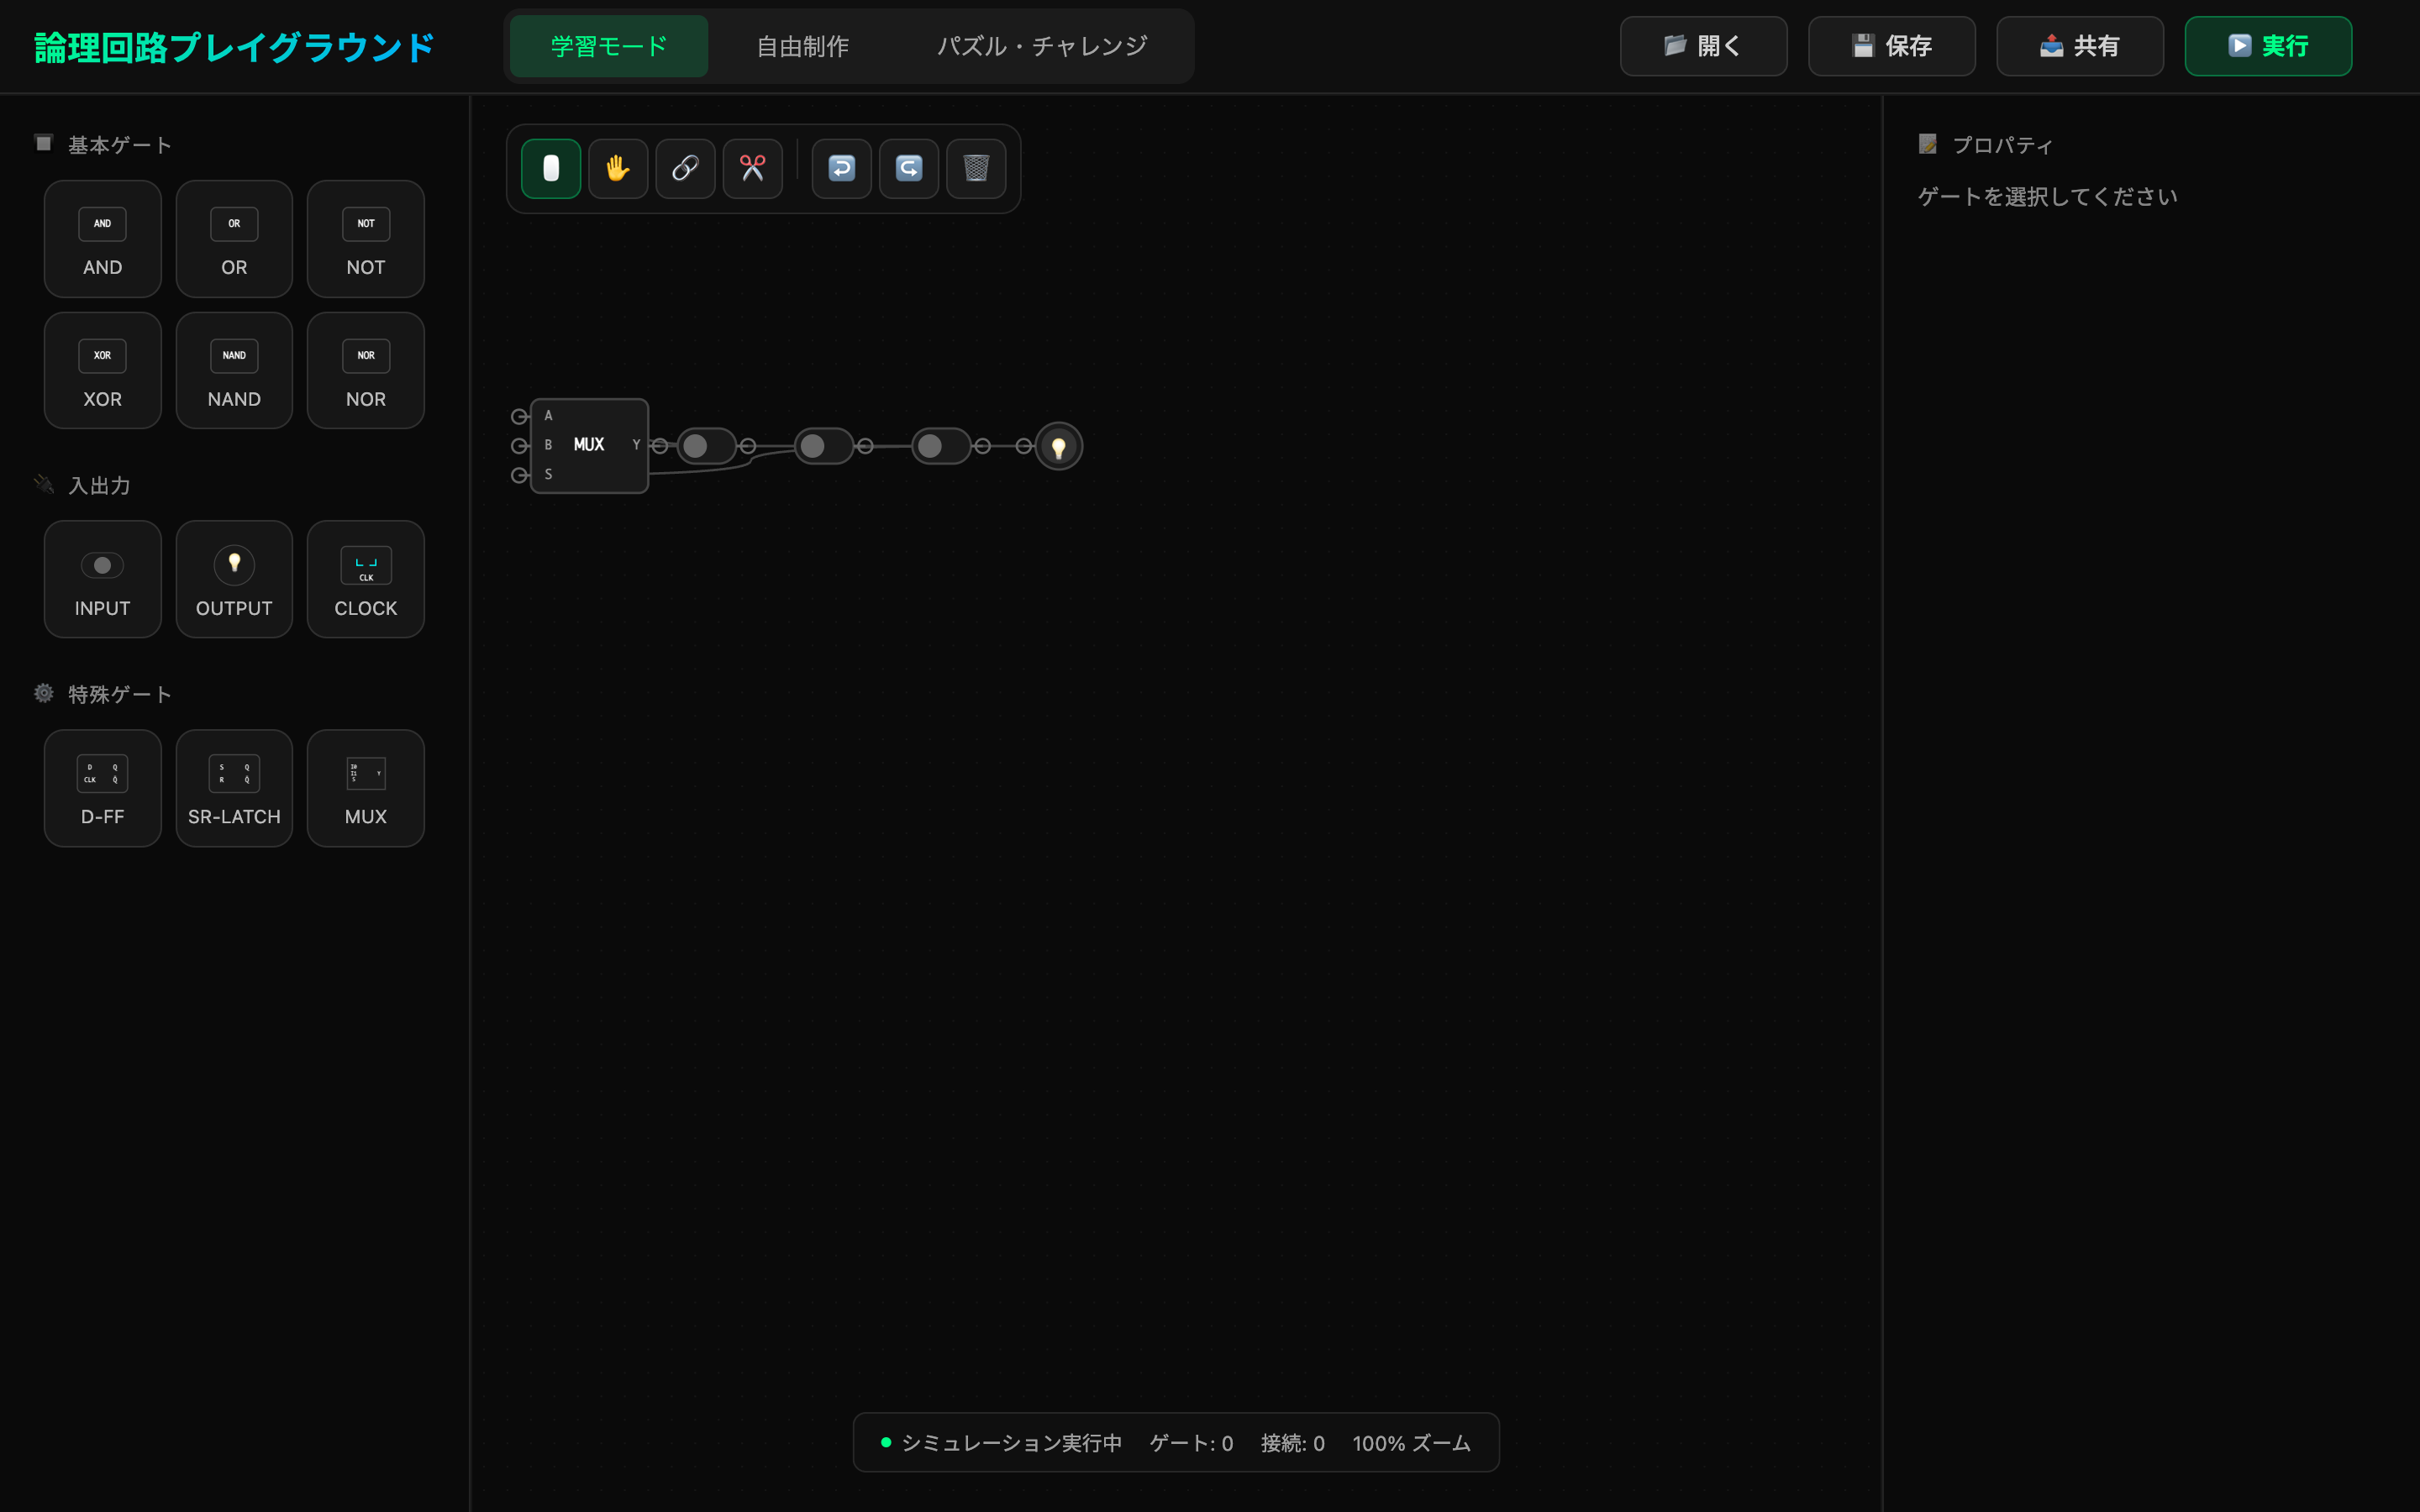 論理回路プレイグラウンド
学習モード
自由制作
パズル・チャレンジ
開く
保存
共有
実行
基本ゲート
AND
AND
OR
OR
NOT
NOT
XOR
XOR
NAND
NAND
NOR
NOR
入出力
INPUT
OUTPUT
CLK
CLOCK
特殊ゲート
D Q
CLK Q̄
D-FF
S Q
R Q̄
SR-LATCH
I0
I1 Y
S
MUX
A
B MUX Y
S
プロパティ
ゲートを選択してください
シミュレーション実行中 ゲート: 0 接続: 0 100% ズーム